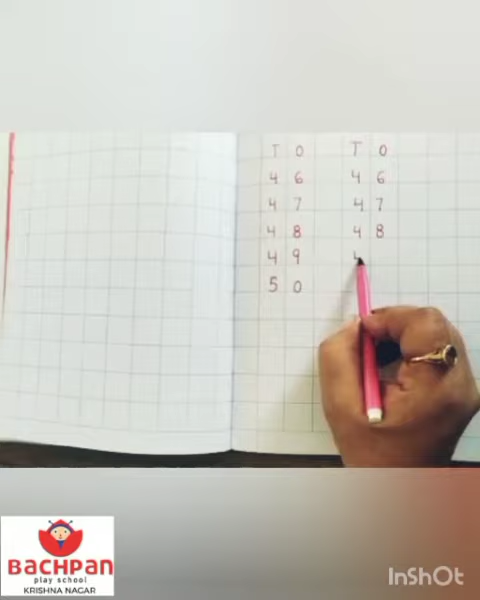 T O T O
4 6 4 6
4 7 4 7
4 8 4 8
4 9 4
5 0
BACHPAN
play school
KRISHNA NAGAR
InShOt